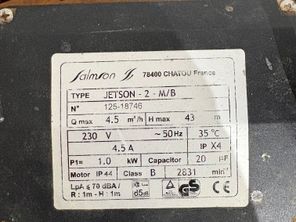 Salmson 78400 CHATOU France
TYPE JETSON - 2 - M/B
N° 125-18746
Q max 4.5 m³/h H max 43 m
230 V ~50Hz 35°C
4.5 A IP X4
P1= 1.0 kW Capacitor 20 µF
Motor IP 44 Class B 2831 min⁻¹
LpA ≤ 70 dBA /
R : 1m - H : 1m